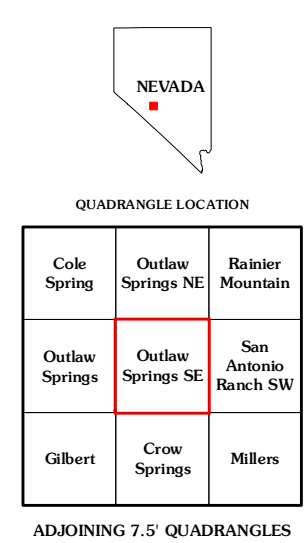 NEVADA
QUADRANGLE LOCATION
Cole
Spring
Outlaw
Springs NE
Rainier
Mountain
Outlaw
Springs
Outlaw
Springs SE
San
Antonio
Ranch SW
Gilbert
Crow
Springs
Millers
ADJOINING 7.5' QUADRANGLES